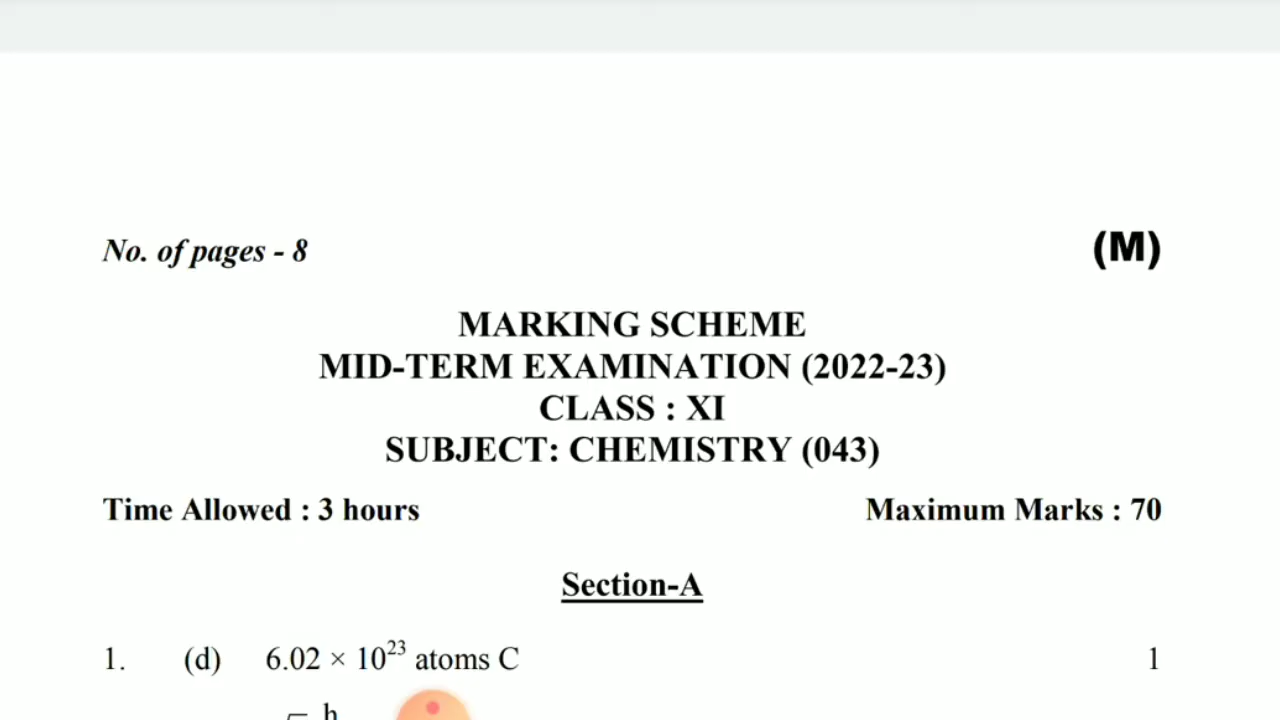 No. of pages - 8 (M)
MARKING SCHEME
MID-TERM EXAMINATION (2022-23)
CLASS : XI
SUBJECT: CHEMISTRY (043)
Time Allowed : 3 hours Maximum Marks : 70
Section-A
1. (d) 6.02 × 10²³ atoms C 1
h